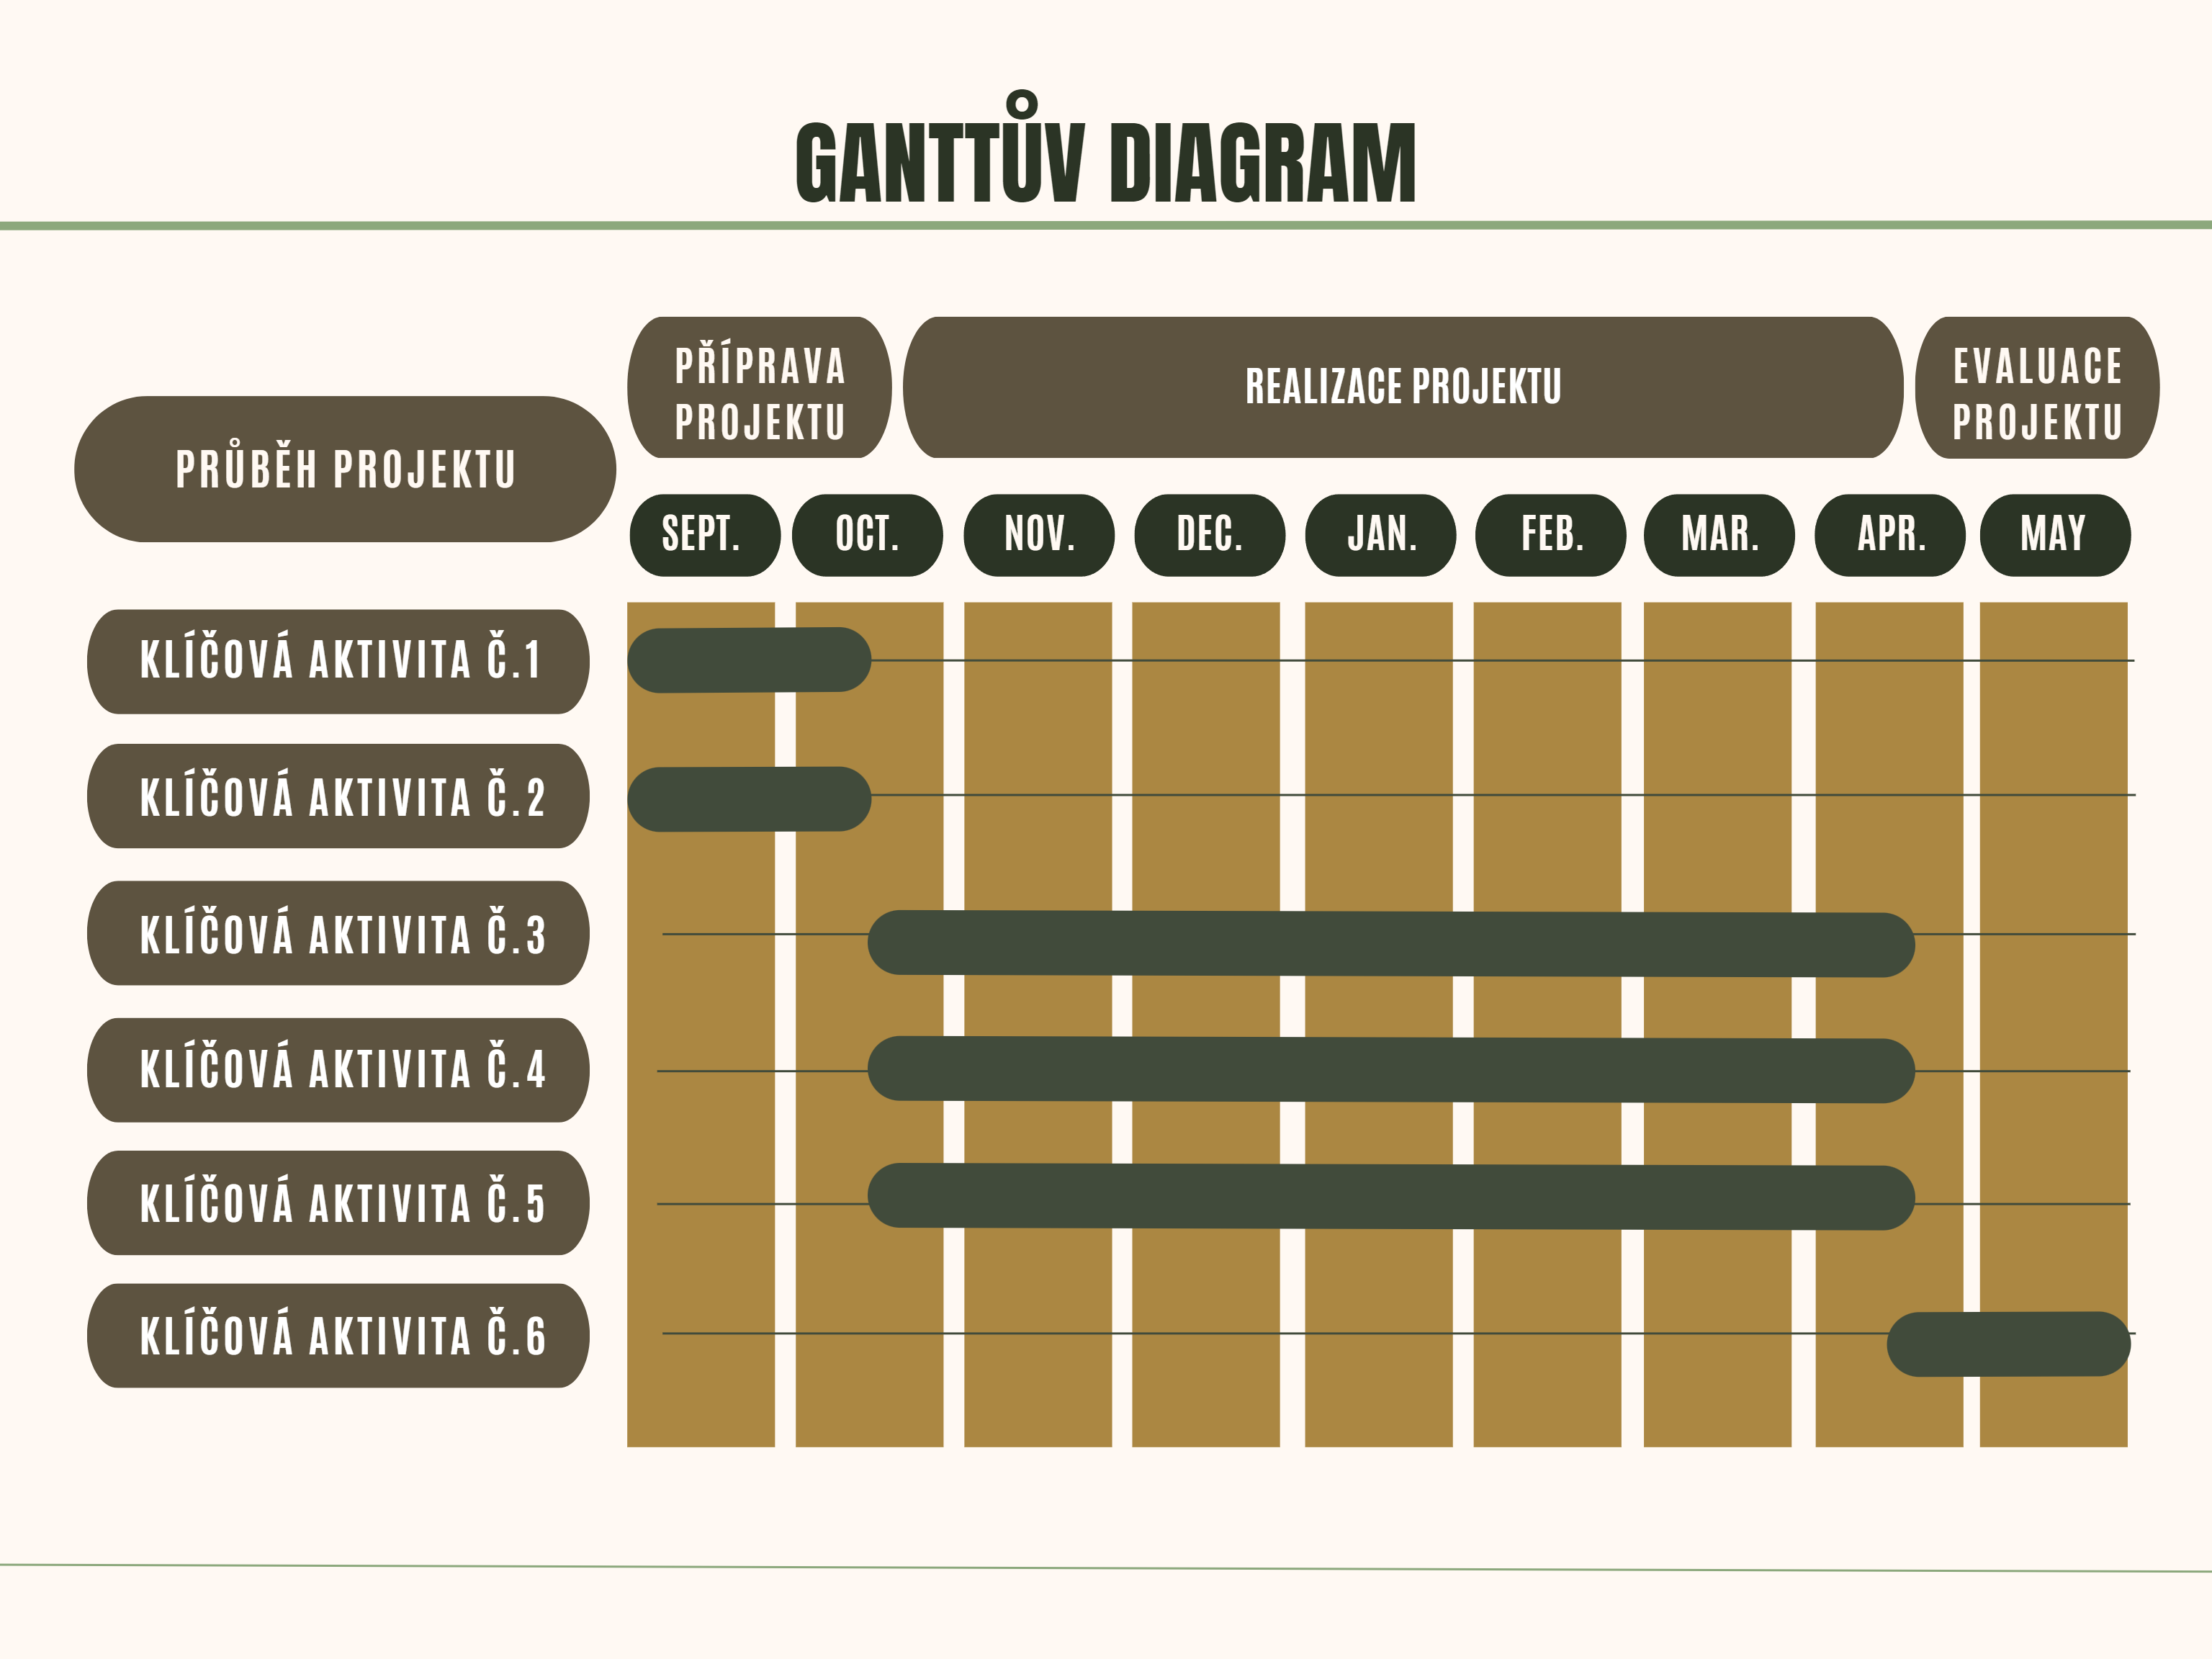 GANTTŮV DIAGRAM
PŘÍPRAVA
PROJEKTU
REALIZACE PROJEKTU
EVALUACE
PROJEKTU
PRŮBĚH PROJEKTU
SEPT.
OCT.
NOV.
DEC.
JAN.
FEB.
MAR.
APR.
MAY
KLÍČOVÁ AKTIVITA Č.1
KLÍČOVÁ AKTIVITA Č.2
KLÍČOVÁ AKTIVITA Č.3
KLÍČOVÁ AKTIVITA Č.4
KLÍČOVÁ AKTIVITA Č.5
KLÍČOVÁ AKTIVITA Č.6